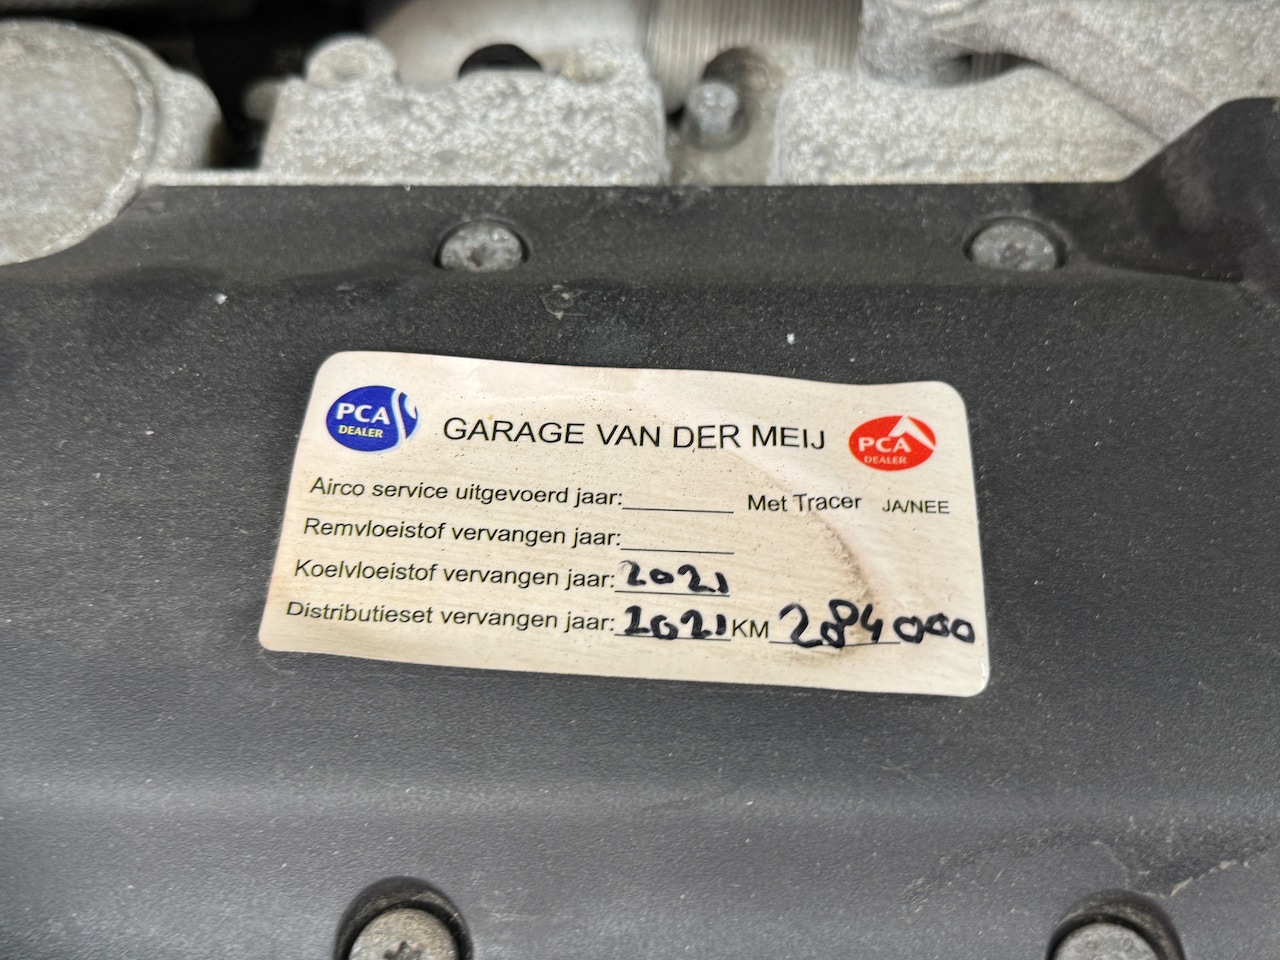 PCA DEALER GARAGE VAN DER MEIJ PCA DEALER
Airco service uitgevoerd jaar:________ Met Tracer JA/NEE
Remvloeistof vervangen jaar:________
Koelvloeistof vervangen jaar: 2021
Distributieset vervangen jaar: 2021 KM 284000